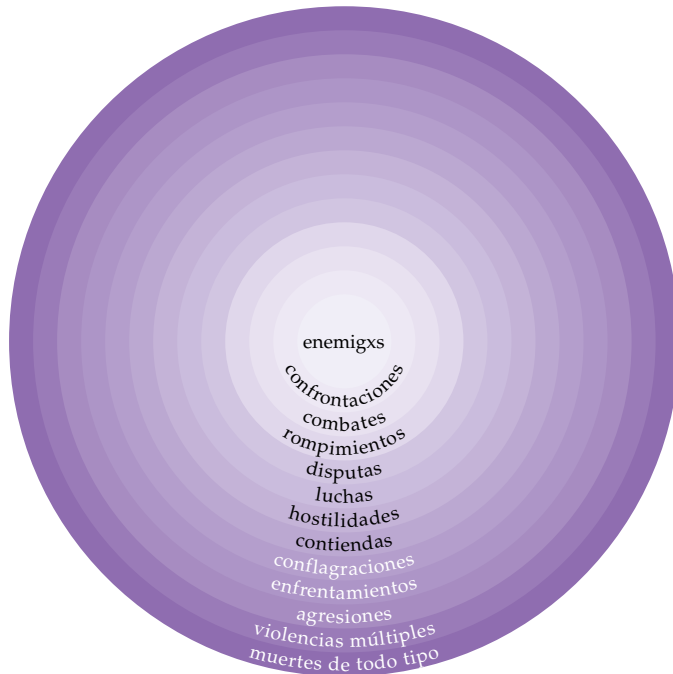 enemigxs
confrontaciones
combates
rompimientos
disputas
luchas
hostilidades
contiendas
conflagraciones
enfrentamientos
agresiones
violencias múltiples
muertes de todo tipo